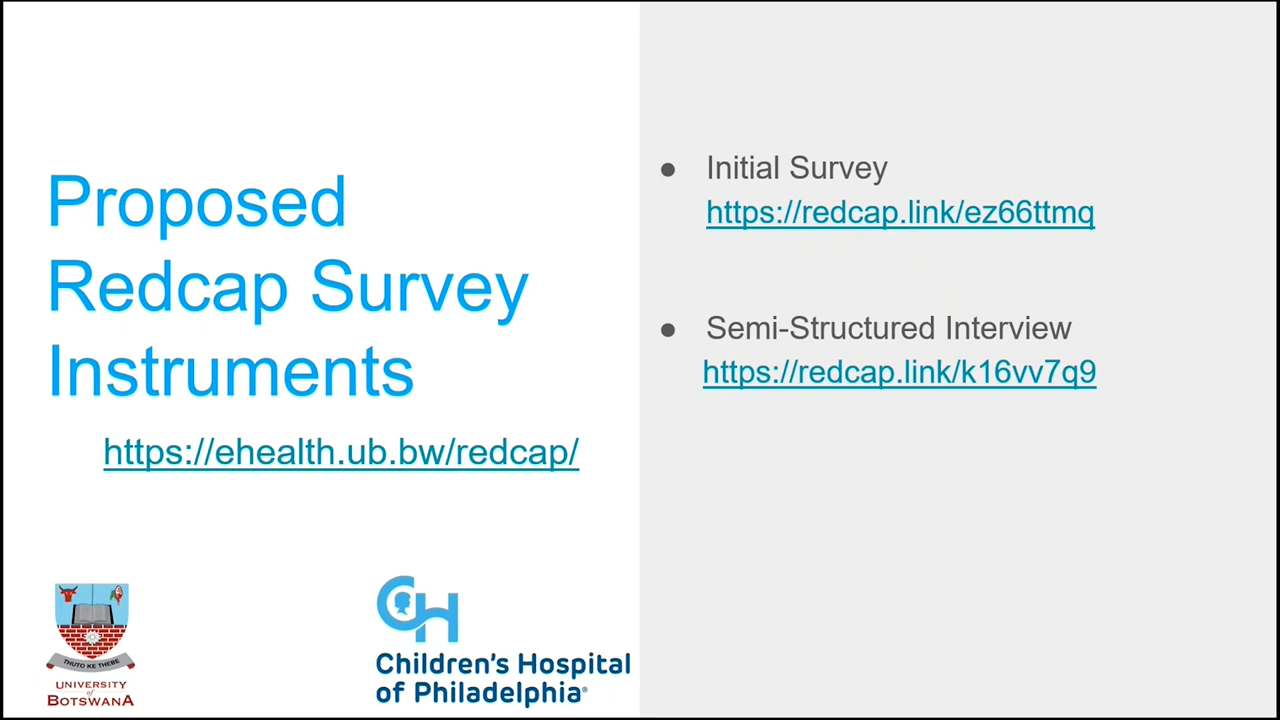 Proposed
Redcap Survey
Instruments
https://ehealth.ub.bw/redcap/
● Initial Survey
https://redcap.link/ez66ttmq
● Semi-Structured Interview
https://redcap.link/k16vv7q9
THUTO KE THEBE
UNIVERSITY
of
BOTSWANA
CH
Children's Hospital
of Philadelphia®